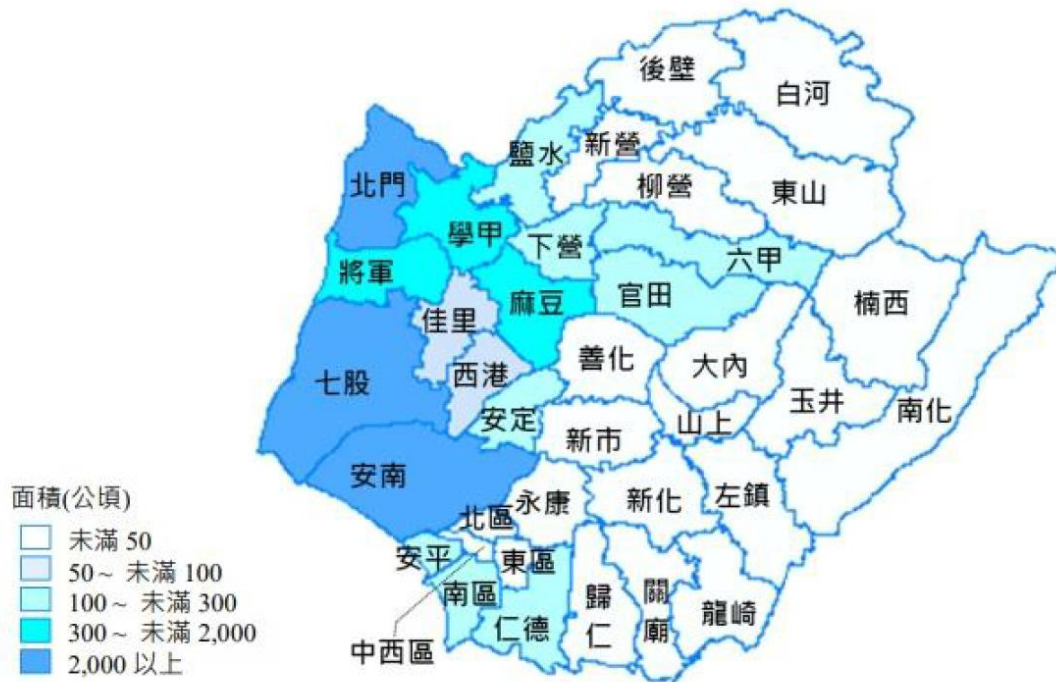 後壁
白河
鹽水
新營
北門
柳營
東山
學甲
下營
六甲
將軍
麻豆
官田
楠西
佳里
善化
大內
七股
西港
玉井
南化
安定
新市
山上
安南
永康
新化
左鎮
北區
安平
東區
南區
仁德
歸仁
關廟
龍崎
中西區
面積(公頃)
未滿 50
50~ 未滿 100
100~ 未滿 300
300~ 未滿 2,000
2,000 以上